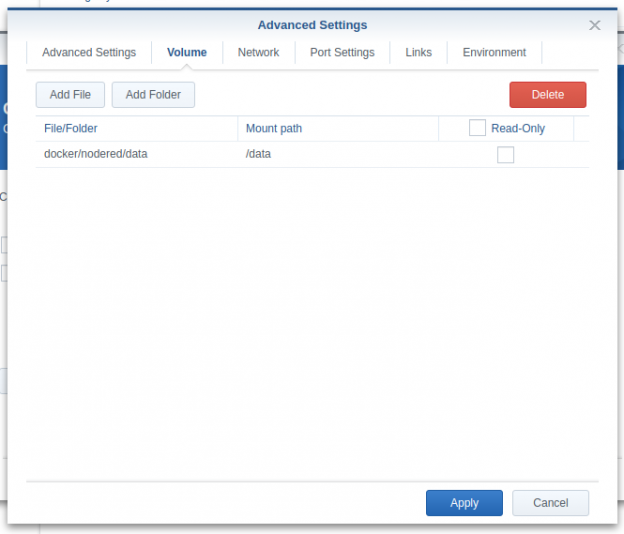 Advanced Settings
Advanced Settings Volume Network Port Settings Links Environment
Add File Add Folder Delete
File/Folder Mount path Read-Only
docker/nodered/data /data
Apply Cancel